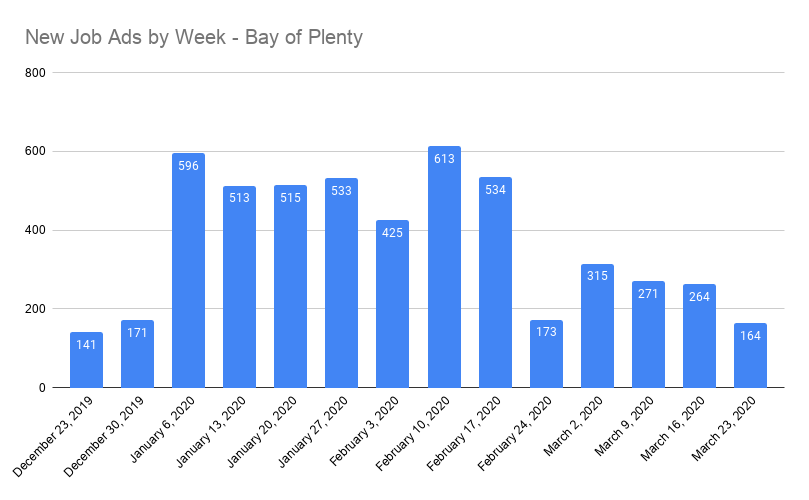 New Job Ads by Week - Bay of Plenty
800
600
400
200
0
141
171
596
513
515
533
425
613
534
173
315
271
264
164
December 23, 2019
December 30, 2019
January 6, 2020
January 13, 2020
January 20, 2020
January 27, 2020
February 3, 2020
February 10, 2020
February 17, 2020
February 24, 2020
March 2, 2020
March 9, 2020
March 16, 2020
March 23, 2020